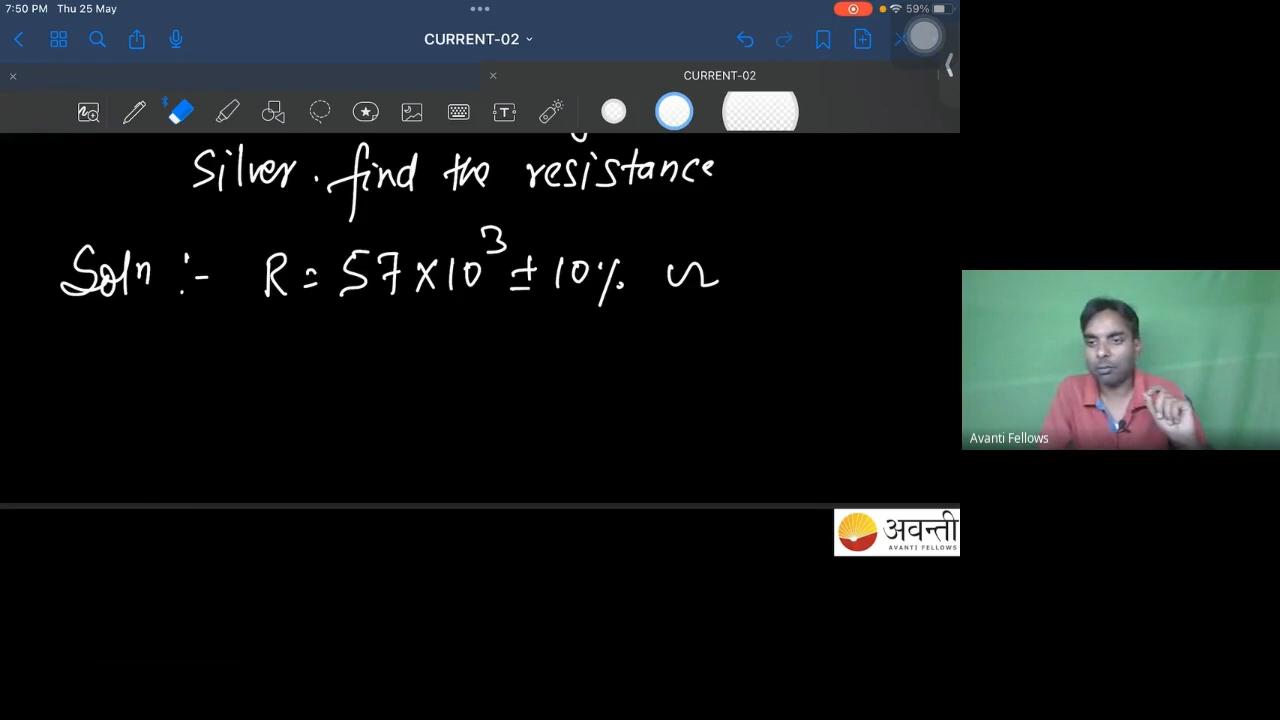 7:50 PM Thu 25 May
59%
CURRENT-02
CURRENT-02
T
Silver. find the resistance
Soln :- R = 57 × 10³ ± 10% Ω
Avanti Fellows
अवन्ती
AVANTI FELLOWS